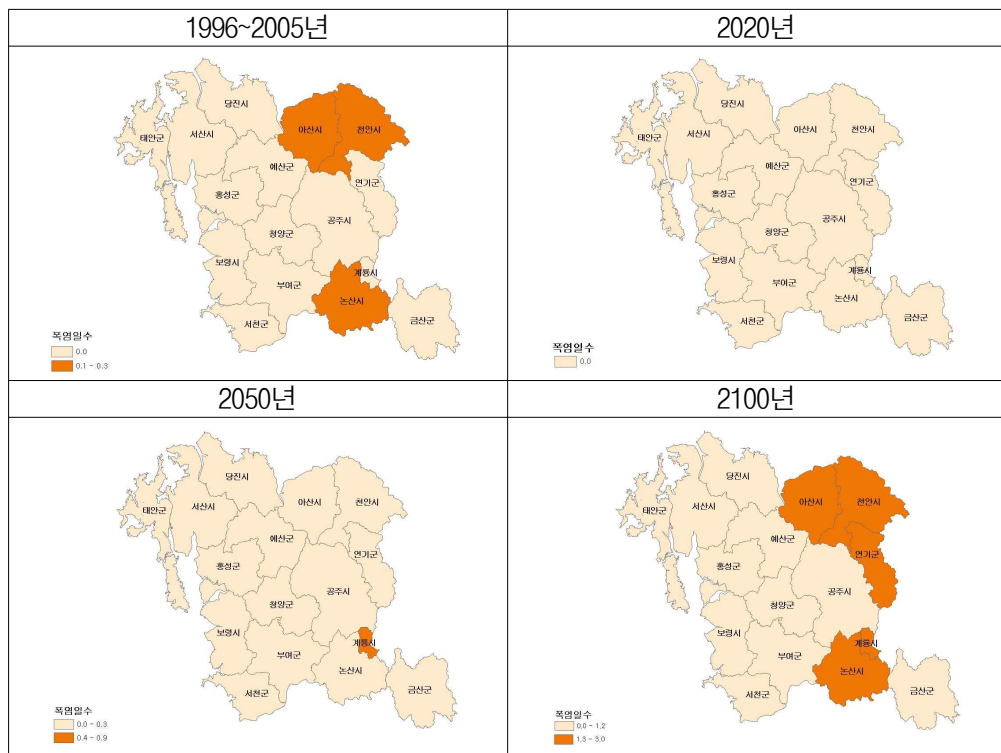 1996~2005년
2020년
당진시
아산시
천안시
태안군
서산시
예산군
연기군
홍성군
공주시
청양군
보령시
계룡시
부여군
논산시
서천군
금산군
폭염일수
0.0
0.1 - 0.3
당진시
아산시
천안시
태안군
서산시
예산군
연기군
홍성군
공주시
청양군
보령시
계룡시
부여군
논산시
서천군
금산군
폭염일수
0.0
2050년
2100년
당진시
아산시
천안시
태안군
서산시
예산군
연기군
홍성군
공주시
청양군
보령시
계룡시
부여군
논산시
서천군
금산군
폭염일수
0.0 - 0.3
0.4 - 0.9
당진시
아산시
천안시
태안군
서산시
예산군
연기군
홍성군
공주시
청양군
보령시
계룡시
부여군
논산시
서천군
금산군
폭염일수
0.0 - 1.2
1.3 - 3.0